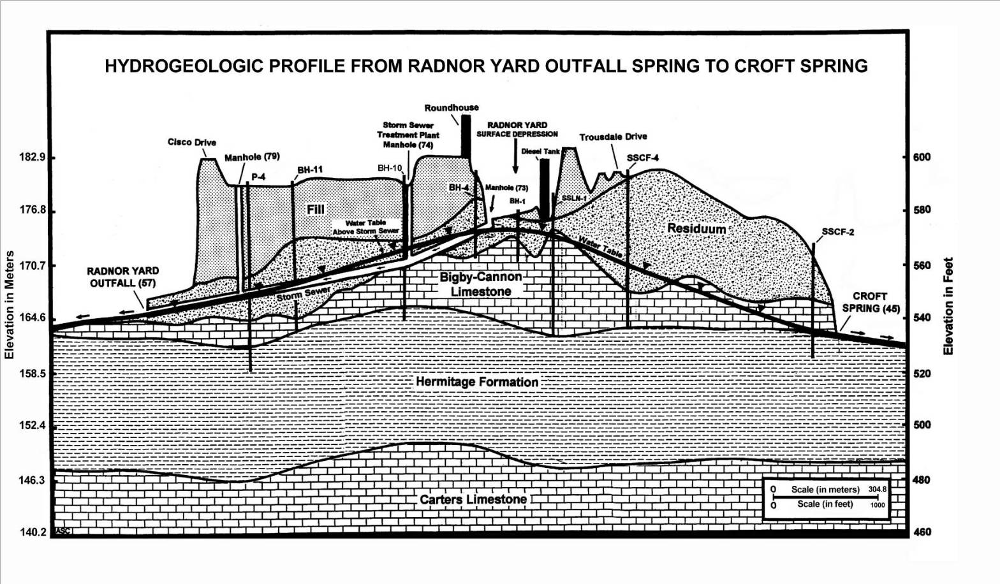 HYDROGEOLOGIC PROFILE FROM RADNOR YARD OUTFALL SPRING TO CROFT SPRING
Roundhouse
Storm Sewer
Treatment Plant
Manhole (74)
RADNOR YARD
SURFACE DEPRESSION
Cisco Drive
Trousdale Drive
Diesel Tank
Manhole (79)
SSCF-4
P-4
BH-11
BH-10
BH-4
Manhole (73)
BH-1
SSLN-1
Fill
Water Table
Above Storm Sewer
Residuum
SSCF-2
Water Table
RADNOR YARD
OUTFALL (57)
Storm Sewer
Bigby-Cannon
Limestone
CROFT
SPRING (45)
Hermitage Formation
Carters Limestone
Elevation in Meters
182.9
176.8
170.7
164.6
158.5
152.4
146.3
140.2
Elevation in Feet
600
580
560
540
520
500
480
460
0 Scale (in meters) 304.8
0 Scale (in feet) 1000
ASC